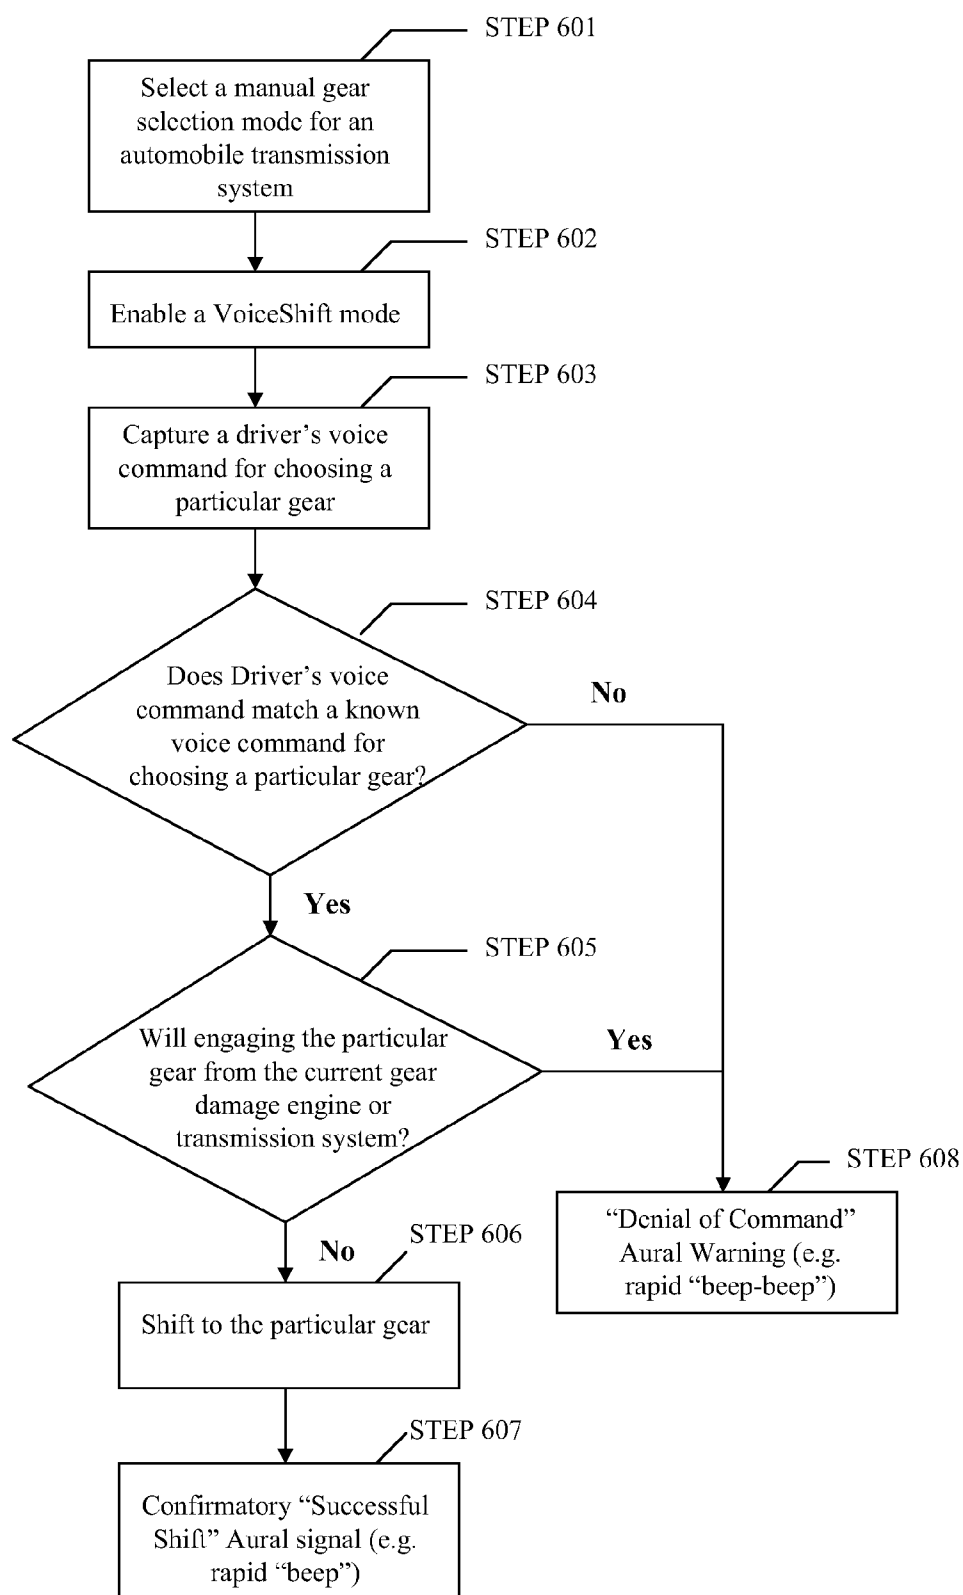 STEP 601
Select a manual gear
selection mode for an
automobile transmission
system
STEP 602
Enable a VoiceShift mode
STEP 603
Capture a driver’s voice
command for choosing a
particular gear
STEP 604
Does Driver’s voice
command match a known
voice command for
choosing a particular gear?
No
Yes
STEP 605
Will engaging the particular
gear from the current gear
damage engine or
transmission system?
Yes
No
STEP 608
“Denial of Command”
Aural Warning (e.g.
rapid “beep-beep”)
STEP 606
Shift to the particular gear
STEP 607
Confirmatory “Successful
Shift” Aural signal (e.g.
rapid “beep”)